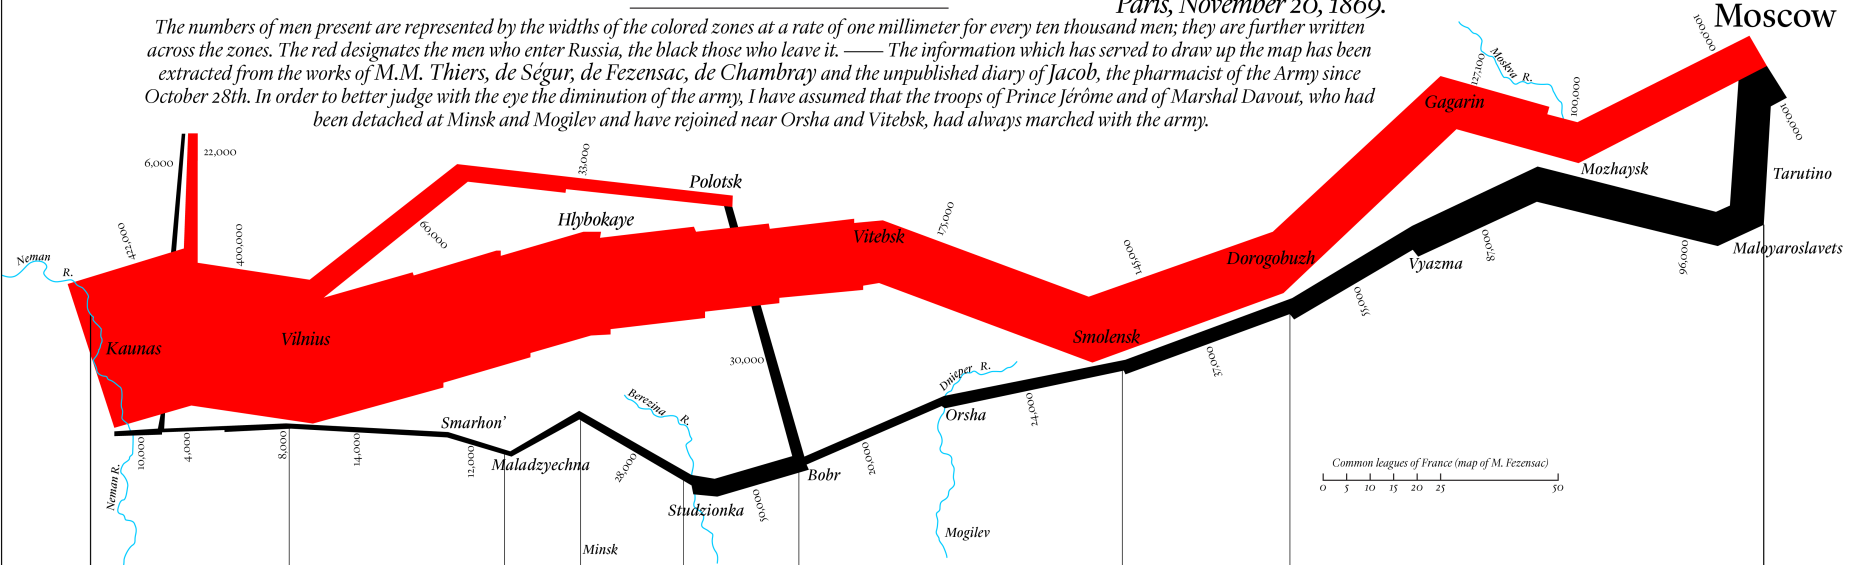 Paris, November 20, 1869.
Moscow
The numbers of men present are represented by the widths of the colored zones at a rate of one millimeter for every ten thousand men; they are further written
across the zones. The red designates the men who enter Russia, the black those who leave it. —— The information which has served to draw up the map has been
extracted from the works of M.M. Thiers, de Ségur, de Fezensac, de Chambray and the unpublished diary of Jacob, the pharmacist of the Army since
October 28th. In order to better judge with the eye the diminution of the army, I have assumed that the troops of Prince Jérôme and of Marshal Davout, who had
been detached at Minsk and Mogilev and have rejoined near Orsha and Vitebsk, had always marched with the army.
100,000
Moskva R.
127,100
100,000
Gagarin
100,000
6,000
22,000
33,000
Polotsk
Mozhaysk
Tarutino
422,000
400,000
60,000
Hlybokaye
Vitebsk
175,000
145,000
Dorogobuzh
Vyazma
87,000
96,000
Maloyaroslavets
Neman
R.
Kaunas
Vilnius
Smolensk
55,000
37,000
30,000
Dnieper R.
Berezina R.
Orsha
24,000
Smarhon’
Maladzyechna
10,000
4,000
8,000
14,000
12,000
28,000
20,000
Bobr
Neman R.
Studzionka
50,000
Mogilev
Minsk
Common leagues of France (map of M. Fezensac)
0 5 10 15 20 25 50